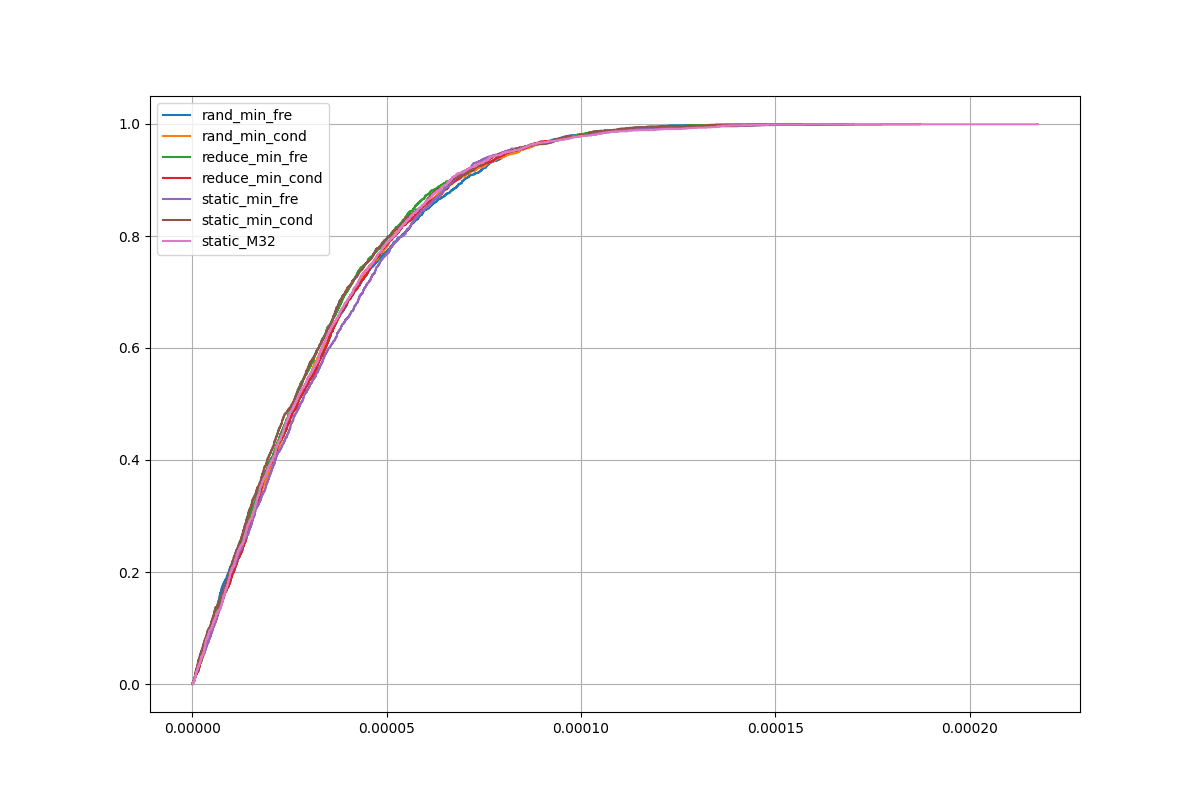 rand_min_fre
rand_min_cond
reduce_min_fre
reduce_min_cond
static_min_fre
static_min_cond
static_M32
1.0
0.8
0.6
0.4
0.2
0.0
0.00000 0.00005 0.00010 0.00015 0.00020